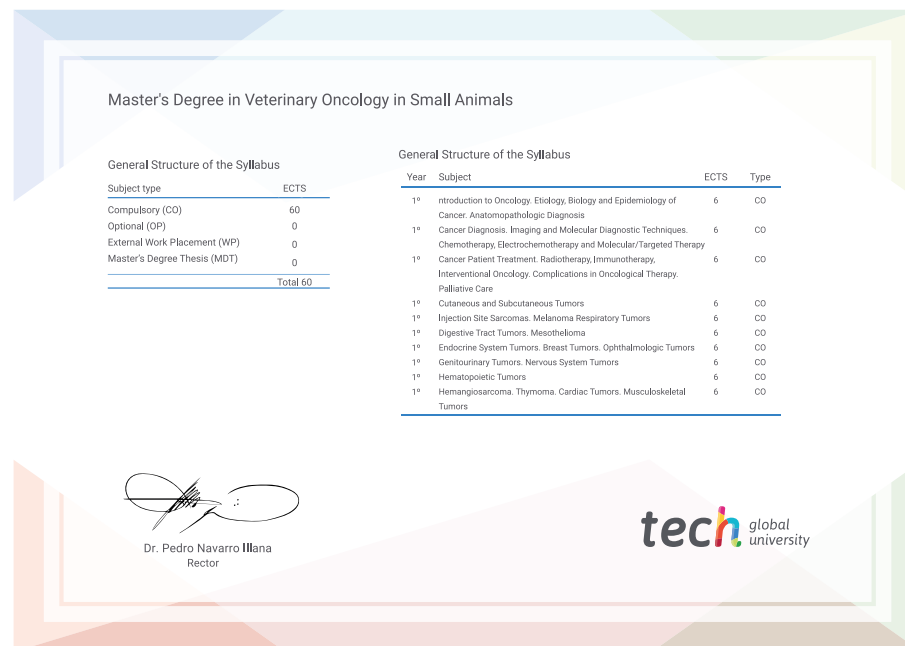 Master's Degree in Veterinary Oncology in Small Animals
General Structure of the Syllabus
Subject type ECTS
Compulsory (CO) 60
Optional (OP) 0
External Work Placement (WP) 0
Master's Degree Thesis (MDT) 0
Total 60
General Structure of the Syllabus
Year Subject ECTS Type
1º ntroduction to Oncology. Etiology, Biology and Epidemiology of 6 CO
Cancer. Anatomopathologic Diagnosis
1º Cancer Diagnosis. Imaging and Molecular Diagnostic Techniques. 6 CO
Chemotherapy, Electrochemotherapy and Molecular/Targeted Therapy
1º Cancer Patient Treatment. Radiotherapy, Immunotherapy, 6 CO
Interventional Oncology. Complications in Oncological Therapy.
Palliative Care
1º Cutaneous and Subcutaneous Tumors 6 CO
1º Injection Site Sarcomas. Melanoma Respiratory Tumors 6 CO
1º Digestive Tract Tumors. Mesothelioma 6 CO
1º Endocrine System Tumors. Breast Tumors. Ophthalmologic Tumors 6 CO
1º Genitourinary Tumors. Nervous System Tumors 6 CO
1º Hematopoietic Tumors 6 CO
1º Hemangiosarcoma. Thymoma. Cardiac Tumors. Musculoskeletal 6 CO
Tumors
Dr. Pedro Navarro Illana
Rector
tech global
university